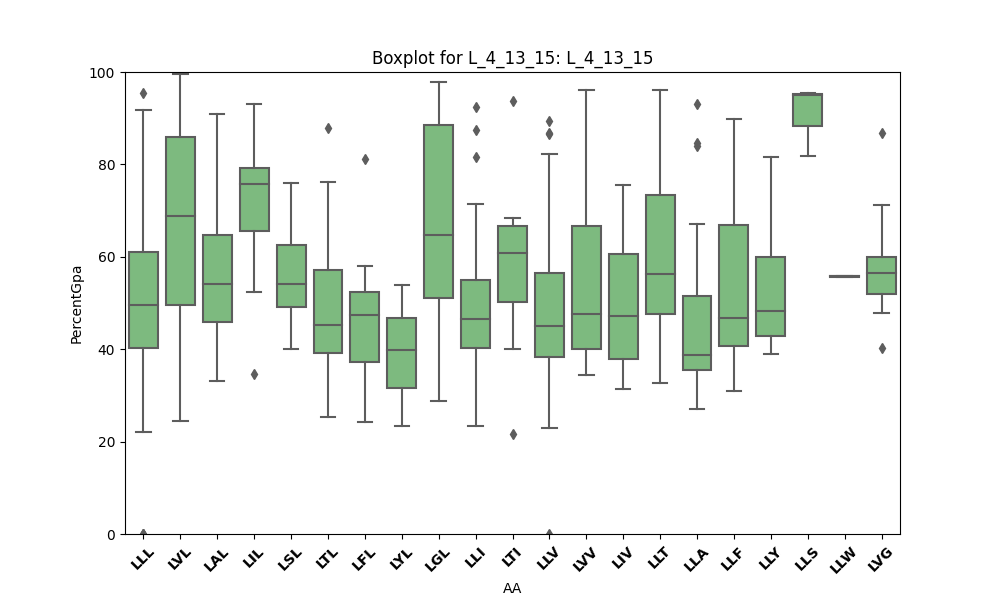 Boxplot for L_4_13_15: L_4_13_15
100
80
60
40
20
0
PercentGpa
LLL LVL LAL LIL LSL LTL LFL LYL LGL LLI LTI LLV LVV LIV LLT LLA LLF LLY LLS LLW LVG
AA